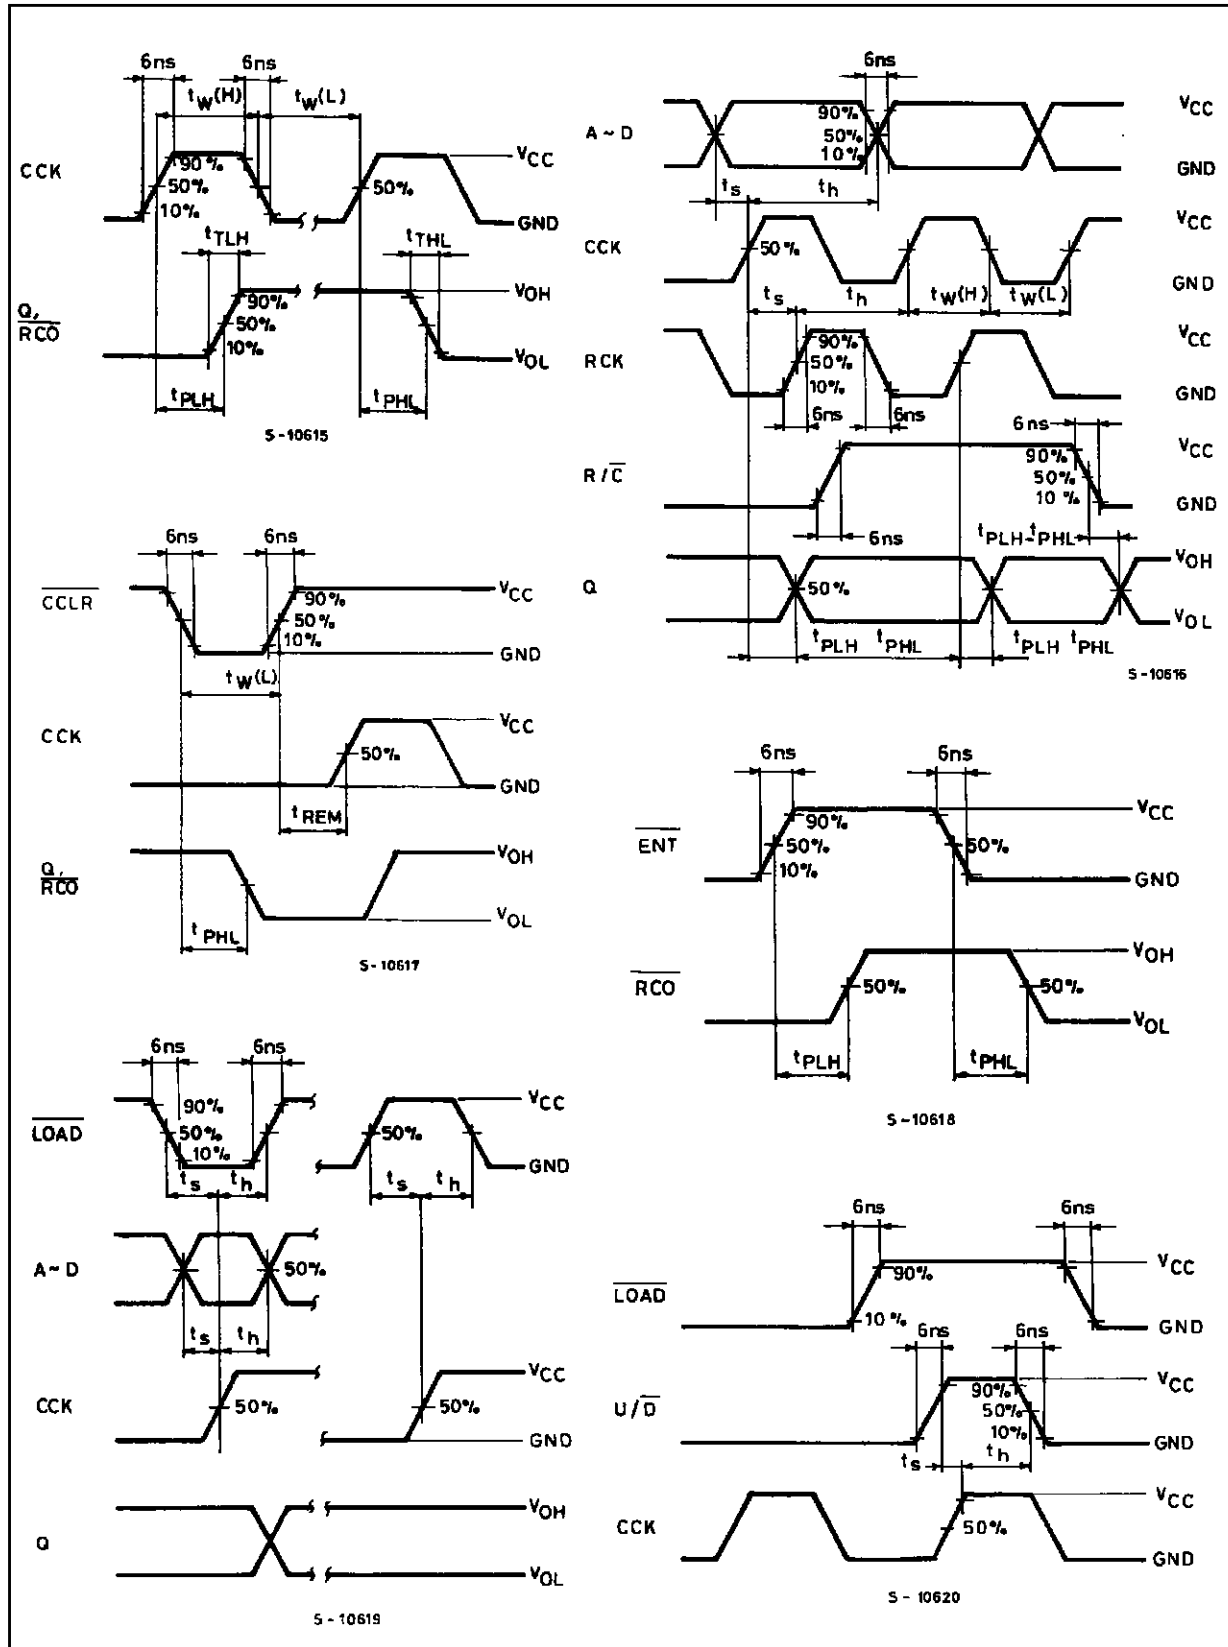 6ns 6ns
tW(H) tW(L)
CCK
90%
50%
10%
50%
VCC
GND
tTLH tTHL
Q,
RCO
90%
50%
10%
VOH
VOL
tPLH tPHL
S-10615
6ns
A~D
90%
50%
10%
VCC
GND
ts th
CCK
50%
VCC
GND
ts th tW(H) tW(L)
RCK
90%
50%
10%
VCC
GND
6ns 6ns
6ns
R/C
90%
50%
10%
VCC
GND
6ns
tPLH-tPHL
Q
50%
VOH
VOL
tPLH tPHL tPLH tPHL
S-10616
6ns 6ns
CCLR
90%
50%
10%
VCC
GND
tW(L)
CCK
50%
VCC
GND
tREM
Q,
RCO
VOH
VOL
tPHL
S-10617
6ns 6ns
ENT
90%
50%
10%
50%
VCC
GND
RCO
50%
50%
VOH
VOL
tPLH tPHL
S-10618
6ns 6ns
LOAD
90%
50%
10%
50%
VCC
GND
ts th ts th
A~D
50%
ts th
CCK
50%
50%
VCC
GND
Q
VOH
VOL
S-10619
6ns 6ns
LOAD
90%
10%
VCC
GND
6ns 6ns
U/D
90%
50%
10%
VCC
GND
ts th
CCK
50%
VCC
GND
S-10620